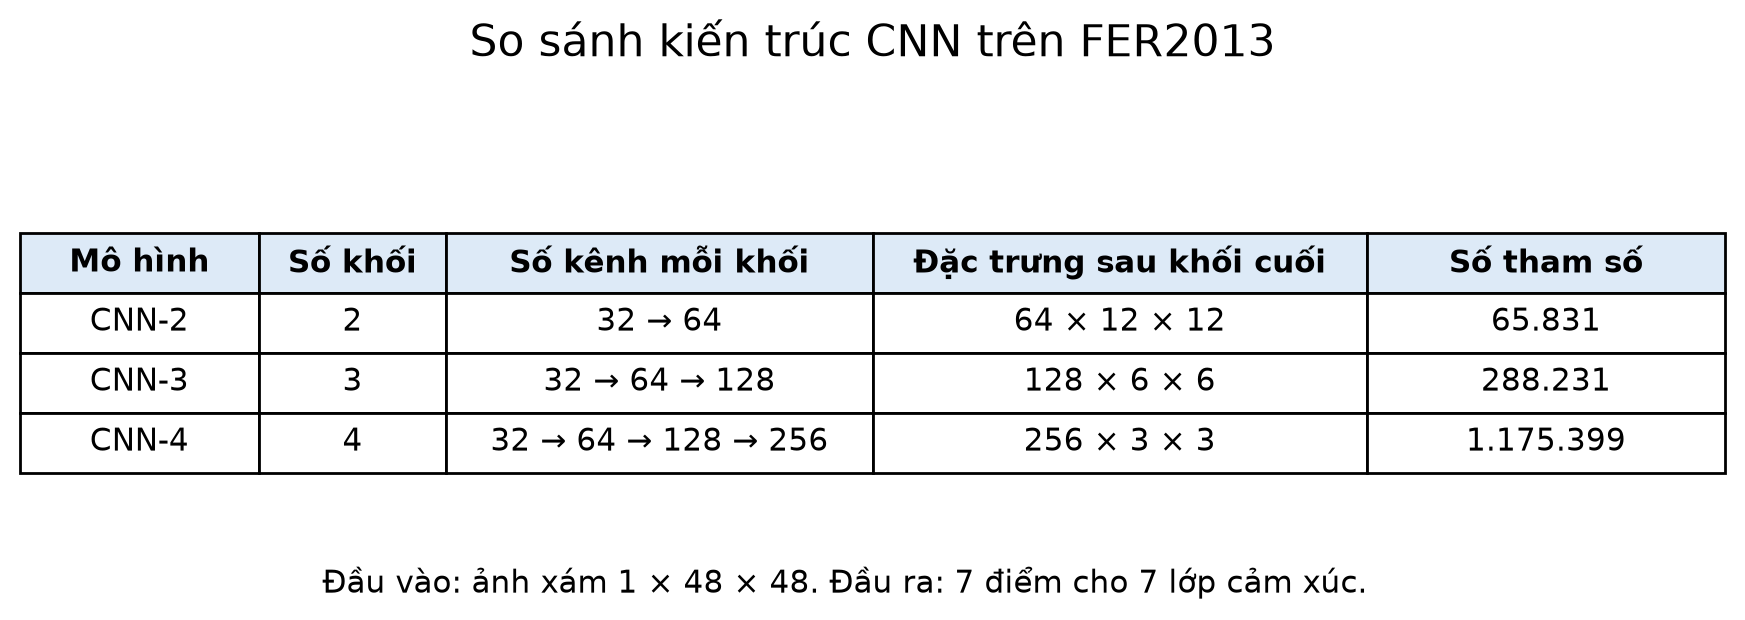 So sánh kiến trúc CNN trên FER2013
Mô hình Số khối Số kênh mỗi khối Đặc trưng sau khối cuối Số tham số
CNN-2 2 32 → 64 64 × 12 × 12 65.831
CNN-3 3 32 → 64 → 128 128 × 6 × 6 288.231
CNN-4 4 32 → 64 → 128 → 256 256 × 3 × 3 1.175.399
Đầu vào: ảnh xám 1 × 48 × 48. Đầu ra: 7 điểm cho 7 lớp cảm xúc.